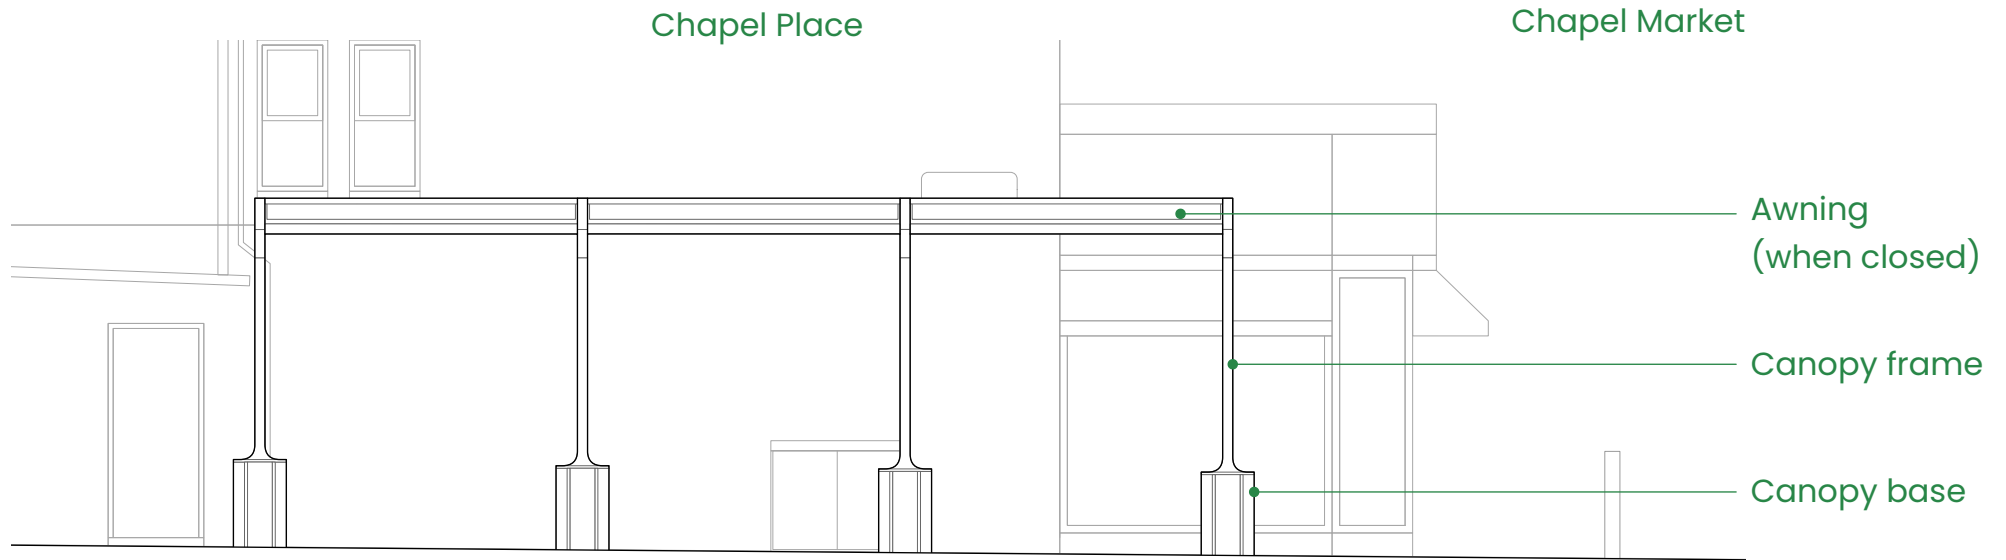 Chapel Place
Chapel Market
Awning
(when closed)
Canopy frame
Canopy base